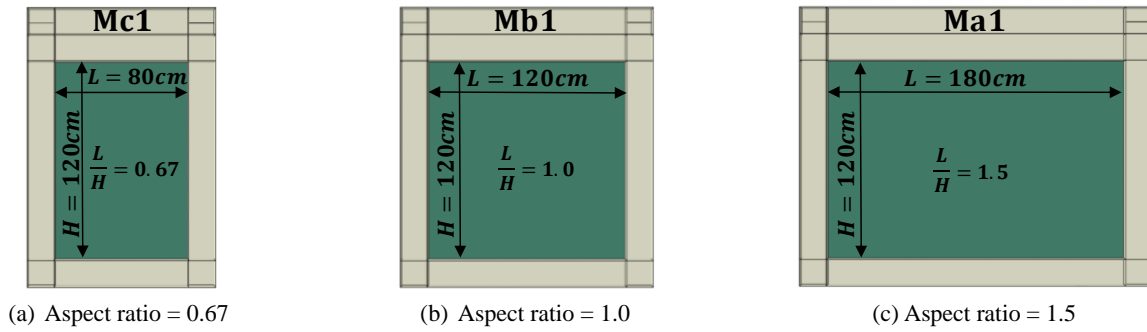 Mc1
L = 80cm
H = 120cm
L/H = 0.67
(a) Aspect ratio = 0.67
Mb1
L = 120cm
H = 120cm
L/H = 1.0
(b) Aspect ratio = 1.0
Ma1
L = 180cm
H = 120cm
L/H = 1.5
(c) Aspect ratio = 1.5